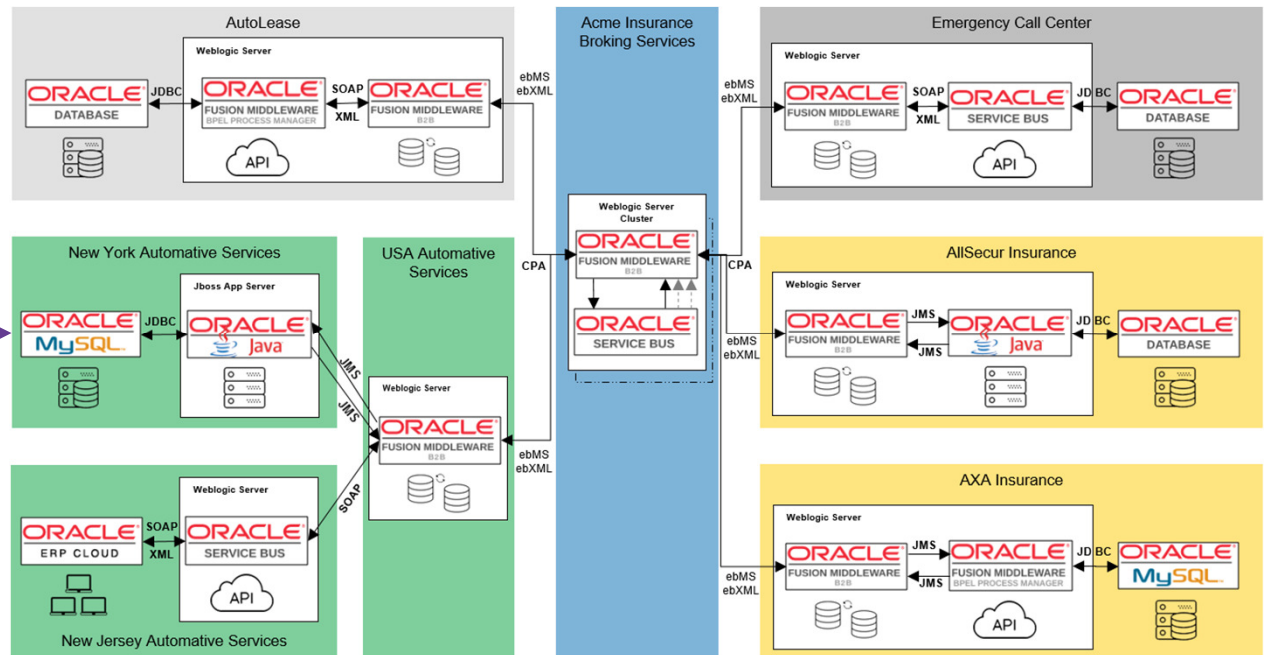 AutoLease
Weblogic Server
ORACLE
DATABASE
JDBC
ORACLE
FUSION MIDDLEWARE
BPEL PROCESS MANAGER
API
SOAP
XML
ORACLE
FUSION MIDDLEWARE
B2B
ebMS
ebXML
Acme Insurance
Broking Services
Weblogic Server
Cluster
ORACLE
FUSION MIDDLEWARE
B2B
ORACLE
SERVICE BUS
CPA
CPA
Emergency Call Center
ebMS
ebXML
Weblogic Server
ORACLE
FUSION MIDDLEWARE
B2B
SOAP
XML
ORACLE
SERVICE BUS
API
JDBC
ORACLE
DATABASE
New York Automative Services
ORACLE
MySQL
JDBC
Jboss App Server
ORACLE
Java
JMS
JMS
USA Automative
Services
Weblogic Server
ORACLE
FUSION MIDDLEWARE
B2B
ebMS
ebXML
AllSecur Insurance
ebMS
ebXML
Weblogic Server
ORACLE
FUSION MIDDLEWARE
B2B
JMS
JMS
ORACLE
Java
JDBC
ORACLE
DATABASE
ORACLE
ERP CLOUD
SOAP
XML
Weblogic Server
ORACLE
SERVICE BUS
API
SOAP
New Jersey Automative Services
AXA Insurance
ebMS
ebXML
Weblogic Server
ORACLE
FUSION MIDDLEWARE
B2B
JMS
JMS
ORACLE
FUSION MIDDLEWARE
BPEL PROCESS MANAGER
API
JDBC
ORACLE
MySQL